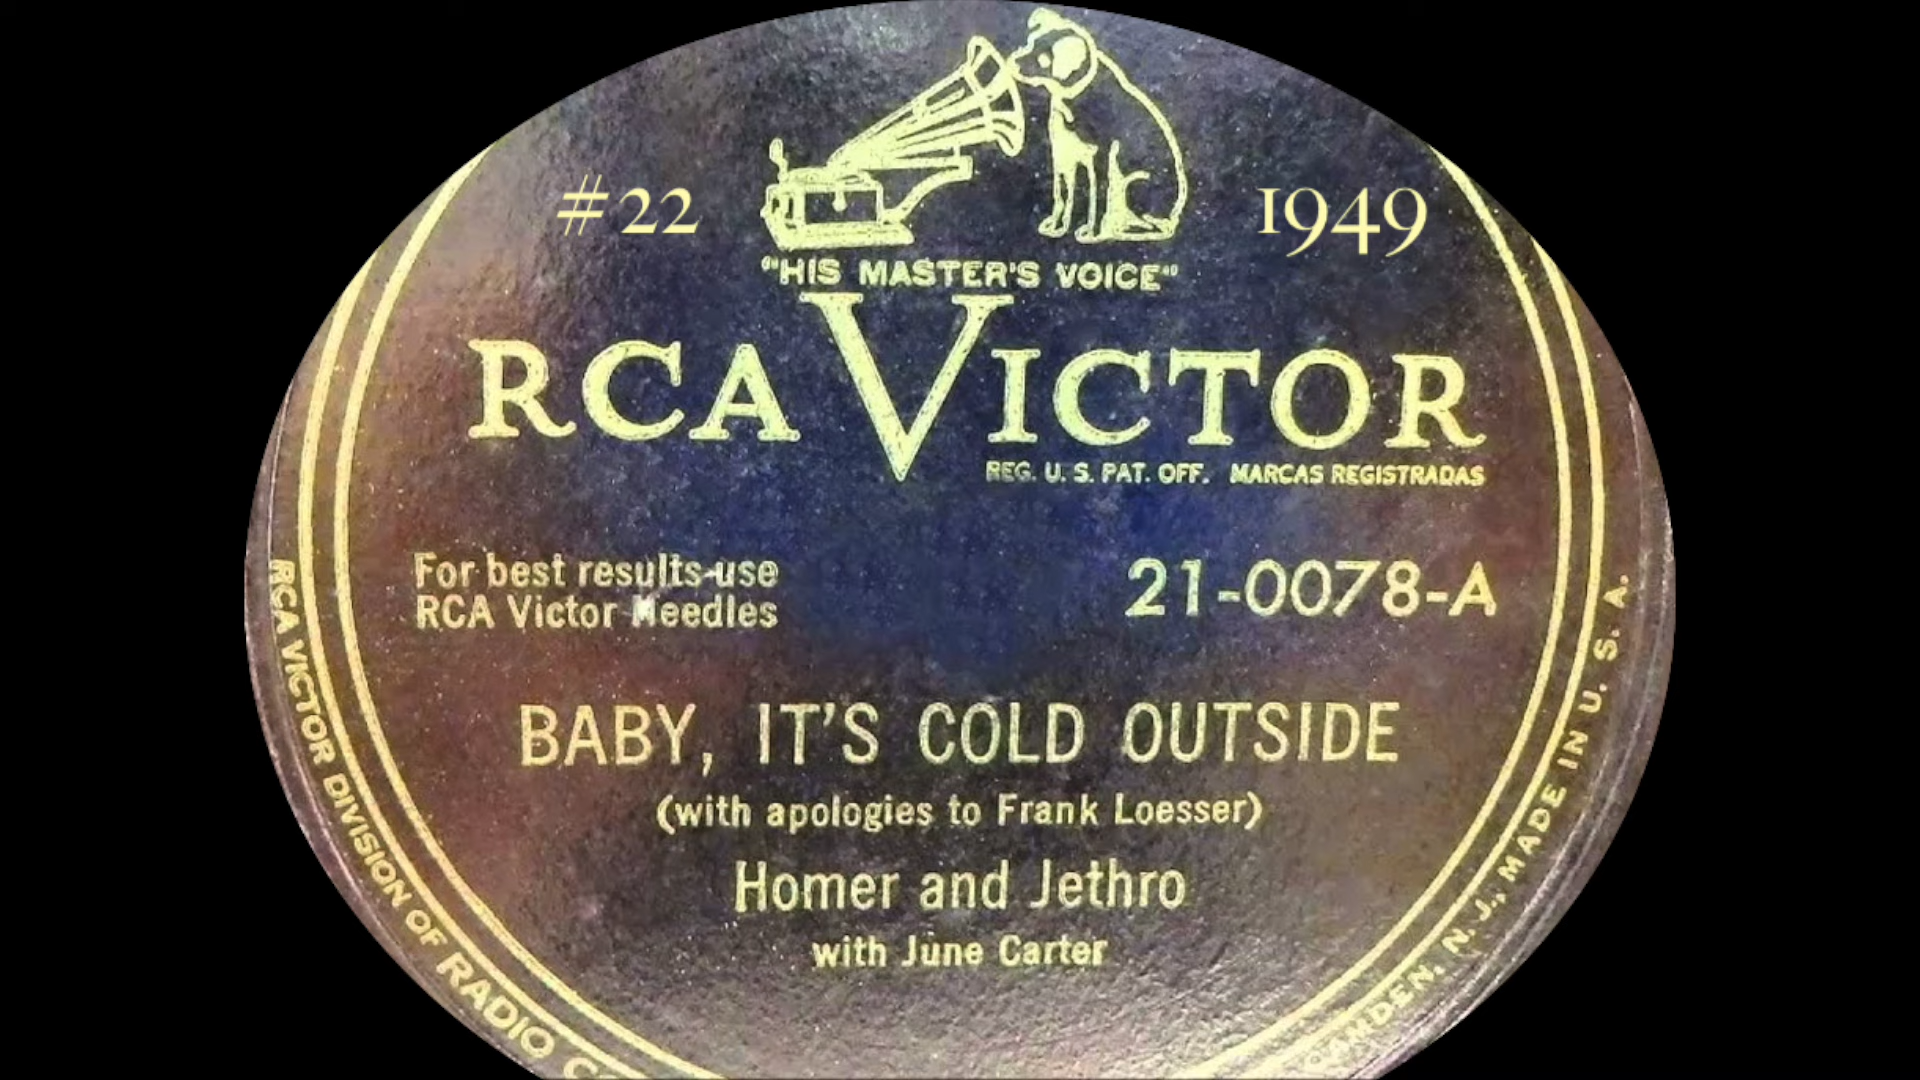 #22
1949
"HIS MASTER'S VOICE"
RCA VICTOR
REG. U. S. PAT. OFF. MARCAS REGISTRADAS
For best results-use
RCA Victor Needles
21-0078-A
BABY, IT'S COLD OUTSIDE
(with apologies to Frank Loesser)
Homer and Jethro
with June Carter
RCA VICTOR DIVISION OF RADIO
N. J., MADE IN U. S. A.